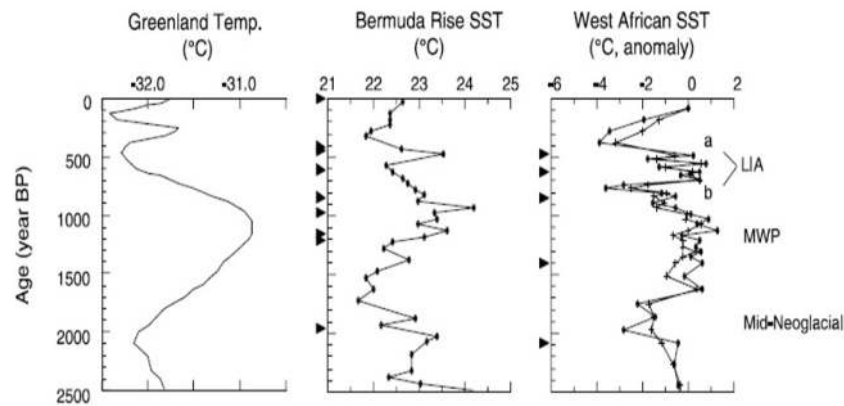 Greenland Temp. Bermuda Rise SST West African SST
(°C) (°C) (°C, anomaly)
-32.0 -31.0 21 22 23 24 25 -6 -4 -2 0 2
0
500
1000
1500
2000
2500
Age (year BP)
a
LIA
b
MWP
Mid-Neoglacial